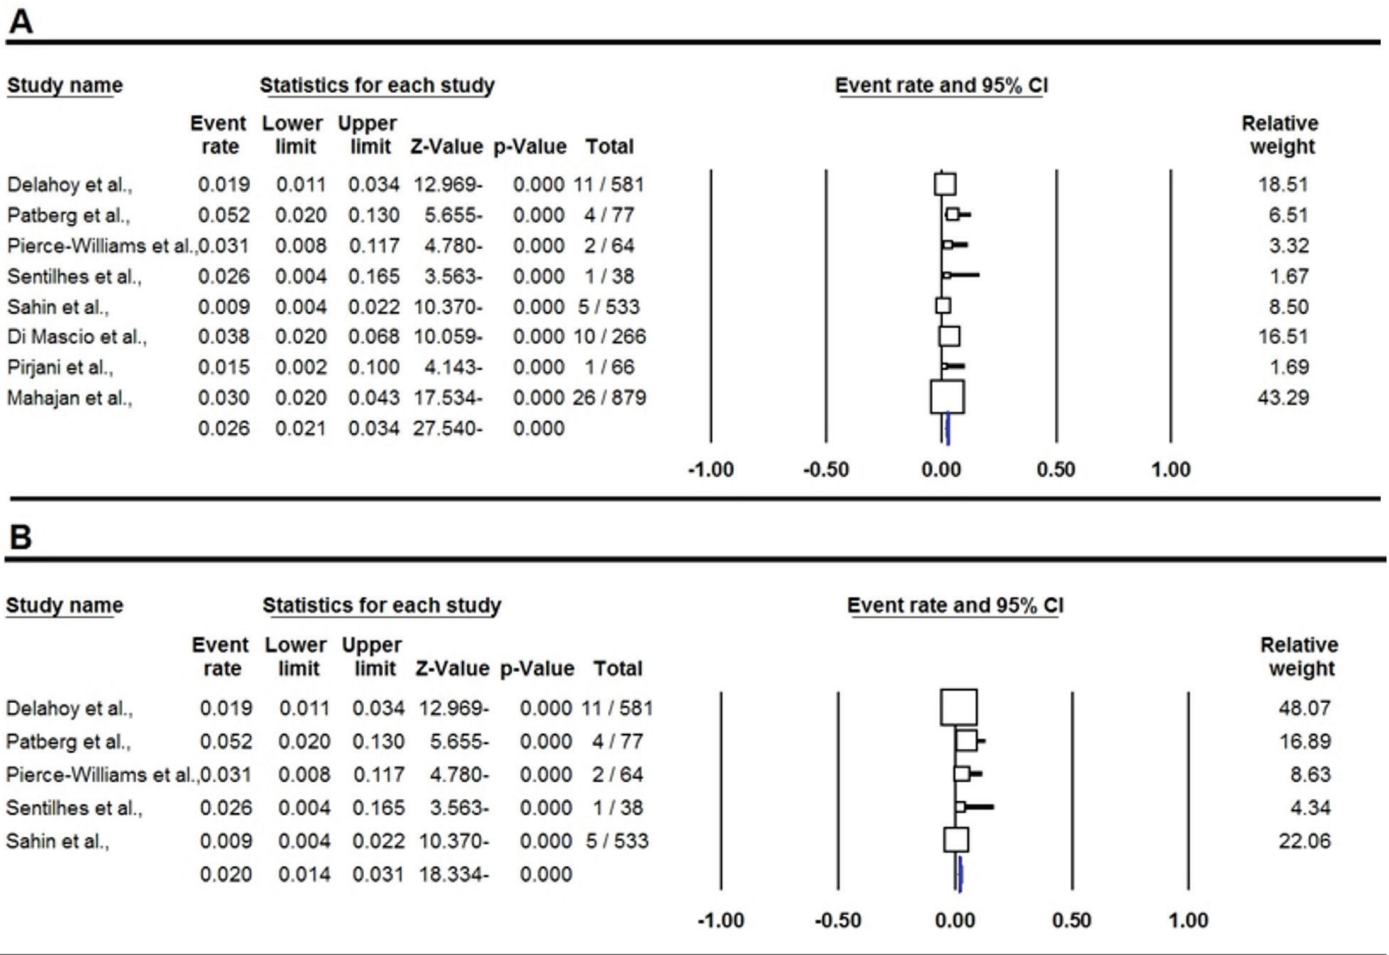 A
Study name Statistics for each study Event rate and 95% CI
Event Lower Upper Relative
rate limit limit Z-Value p-Value Total weight
Delahoy et al., 0.019 0.011 0.034 12.969- 0.000 11 / 581 18.51
Patberg et al., 0.052 0.020 0.130 5.655- 0.000 4 / 77 6.51
Pierce-Williams et al., 0.031 0.008 0.117 4.780- 0.000 2 / 64 3.32
Sentilhes et al., 0.026 0.004 0.165 3.563- 0.000 1 / 38 1.67
Sahin et al., 0.009 0.004 0.022 10.370- 0.000 5 / 533 8.50
Di Mascio et al., 0.038 0.020 0.068 10.059- 0.000 10 / 266 16.51
Pirjani et al., 0.015 0.002 0.100 4.143- 0.000 1 / 66 1.69
Mahajan et al., 0.030 0.020 0.043 17.534- 0.000 26 / 879 43.29
0.026 0.021 0.034 27.540- 0.000
-1.00 -0.50 0.00 0.50 1.00
B
Study name Statistics for each study Event rate and 95% CI
Event Lower Upper Relative
rate limit limit Z-Value p-Value Total weight
Delahoy et al., 0.019 0.011 0.034 12.969- 0.000 11 / 581 48.07
Patberg et al., 0.052 0.020 0.130 5.655- 0.000 4 / 77 16.89
Pierce-Williams et al., 0.031 0.008 0.117 4.780- 0.000 2 / 64 8.63
Sentilhes et al., 0.026 0.004 0.165 3.563- 0.000 1 / 38 4.34
Sahin et al., 0.009 0.004 0.022 10.370- 0.000 5 / 533 22.06
0.020 0.014 0.031 18.334- 0.000
-1.00 -0.50 0.00 0.50 1.00